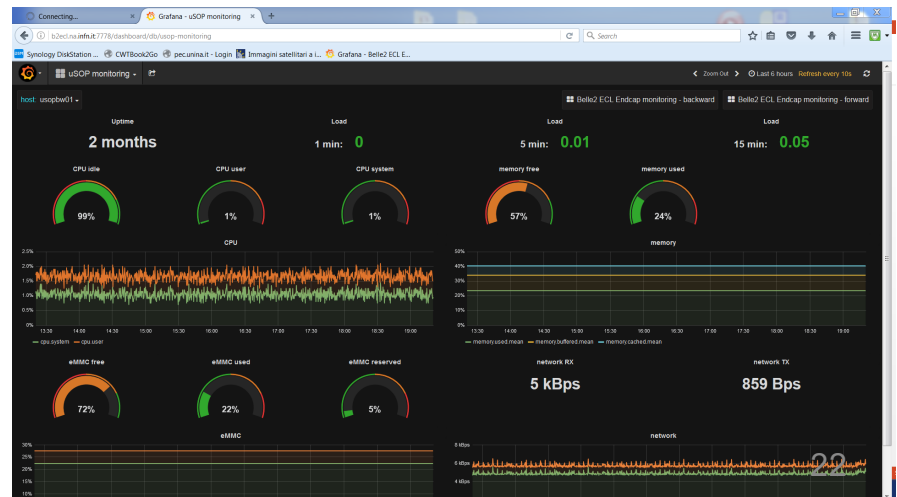 Connecting...
Grafana - uSOP monitoring
b2ecl.na.infn.it:7778/dashboard/db/usop-monitoring
Search
Synology DiskStation ...
CWTBook2Go
pecunina.it - Login
Immagini satellitari a i...
Grafana - Belle2 ECL E...
uSOP monitoring
Zoom Out
Last 6 hours
Refresh every 10s
host: usopbw01
Belle2 ECL Endcap monitoring - backward
Belle2 ECL Endcap monitoring - forward
Uptime
Load
Load
Load
2 months
1 min: 0
5 min: 0.01
15 min: 0.05
CPU idle
CPU user
CPU system
memory free
memory used
99%
1%
1%
57%
24%
CPU
2.5%
2.0%
1.5%
1.0%
0.5%
0%
13:30 14:00 14:30 15:00 15:30 16:00 16:30 17:00 17:30 18:00 18:30 19:00
cpu.system cpu.user
memory
50%
40%
30%
20%
10%
0%
13:30 14:00 14:30 15:00 15:30 16:00 16:30 17:00 17:30 18:00 18:30 19:00
memory.used.mean memory.buffered.mean memory.cached.mean
eMMC free
eMMC used
eMMC reserved
network RX
network TX
72%
22%
5%
5 kBps
859 Bps
eMMC
30%
25%
20%
15%
10%
network
8 kBps
6 kBps
4 kBps
22